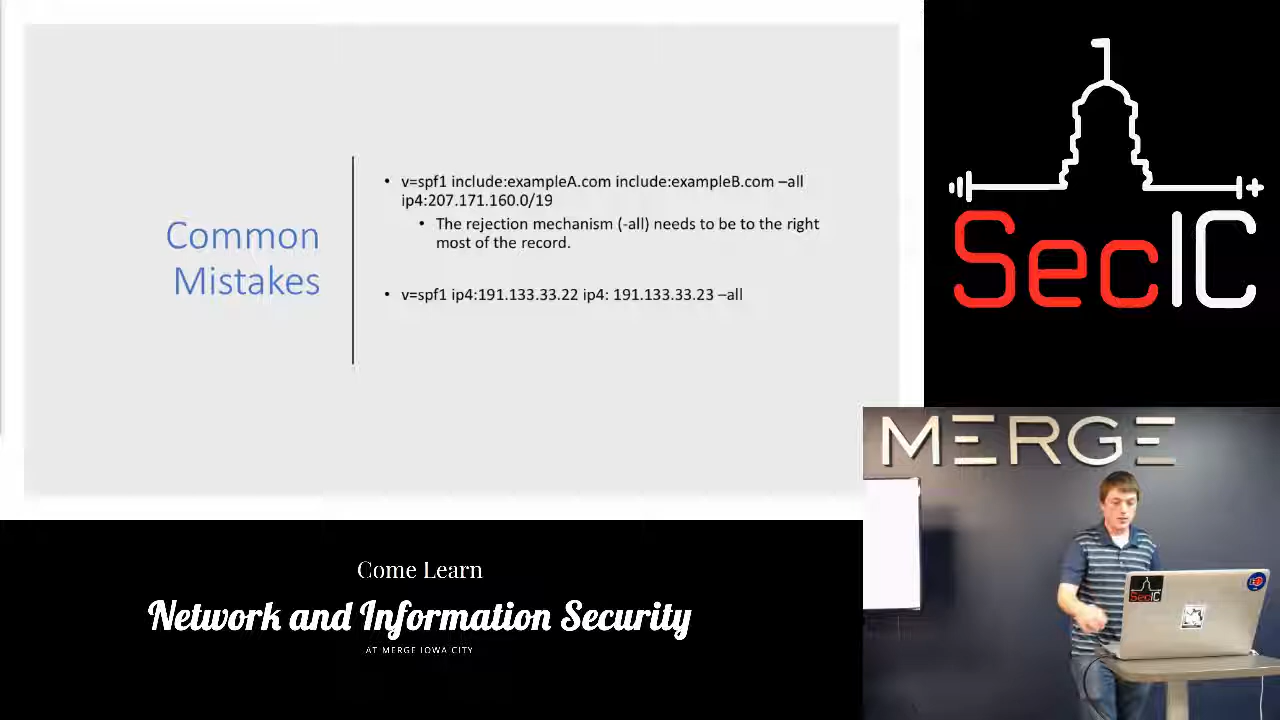 Common
Mistakes
• v=spf1 include:exampleA.com include:exampleB.com –all
ip4:207.171.160.0/19
• The rejection mechanism (-all) needs to be to the right
most of the record.
• v=spf1 ip4:191.133.33.22 ip4: 191.133.33.23 –all
SecIC
MERGE
SecIC
Come Learn
Network and Information Security
AT MERGE IOWA CITY